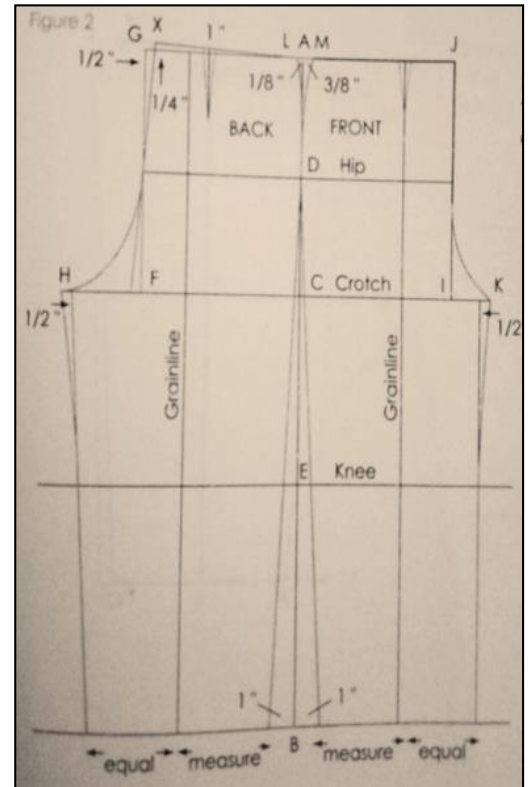 Figure 2
G X 1" L A M J
1/2"
1/4"
1/8" 3/8"
BACK FRONT
D Hip
H F C Crotch I K
1/2" 1/2
Grainline Grainline
E Knee
1" 1"
B
equal measure measure equal